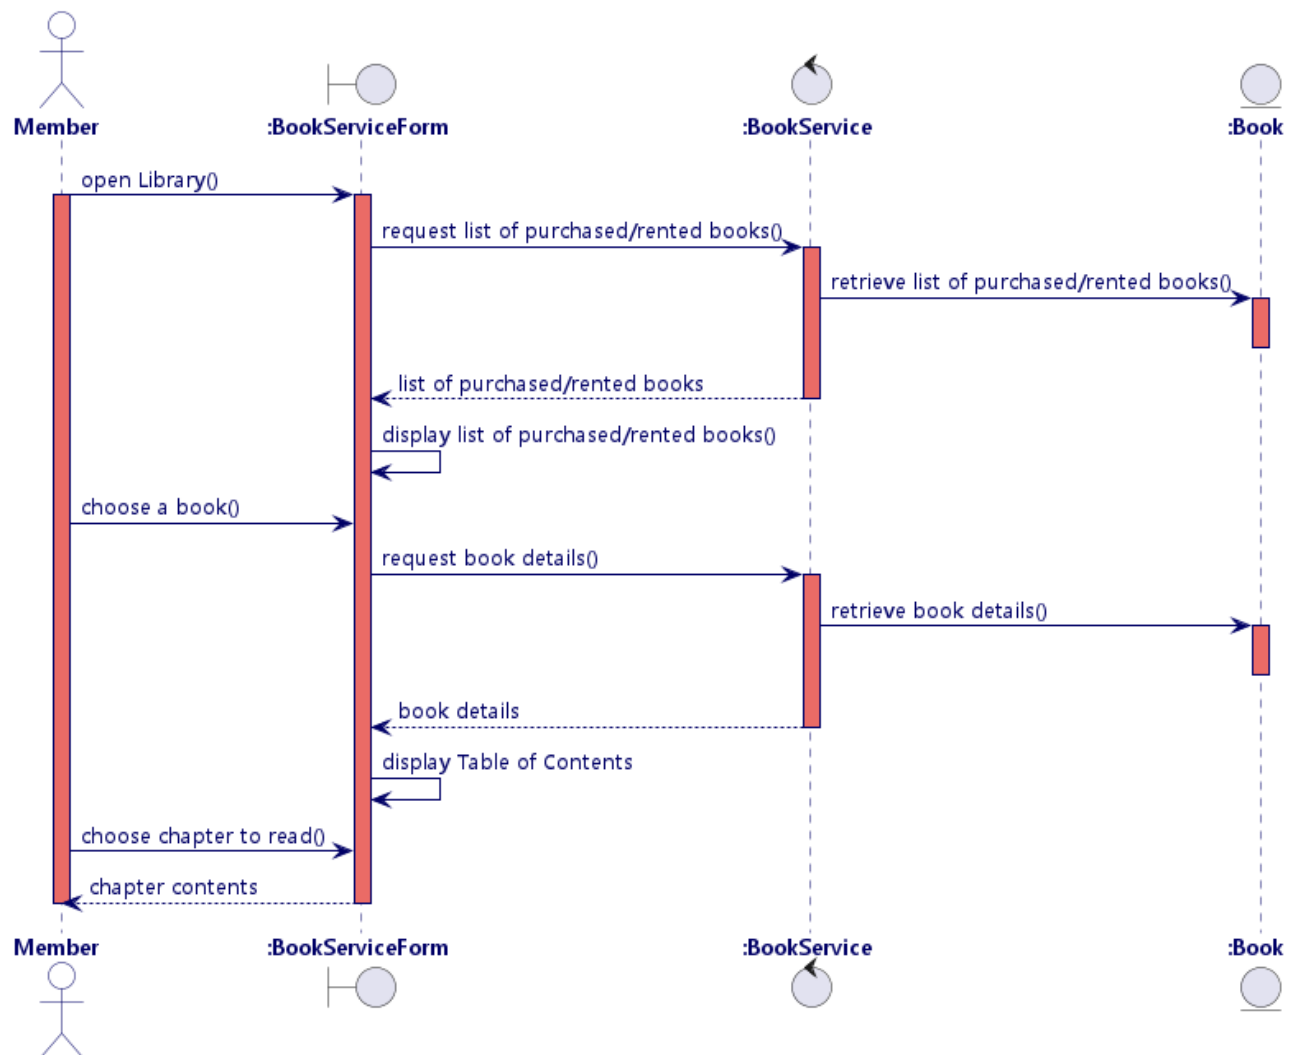 Member :BookServiceForm :BookService :Book
open Library()
request list of purchased/rented books()
retrieve list of purchased/rented books()
list of purchased/rented books
display list of purchased/rented books()
choose a book()
request book details()
retrieve book details()
book details
display Table of Contents
choose chapter to read()
chapter contents
Member :BookServiceForm :BookService :Book